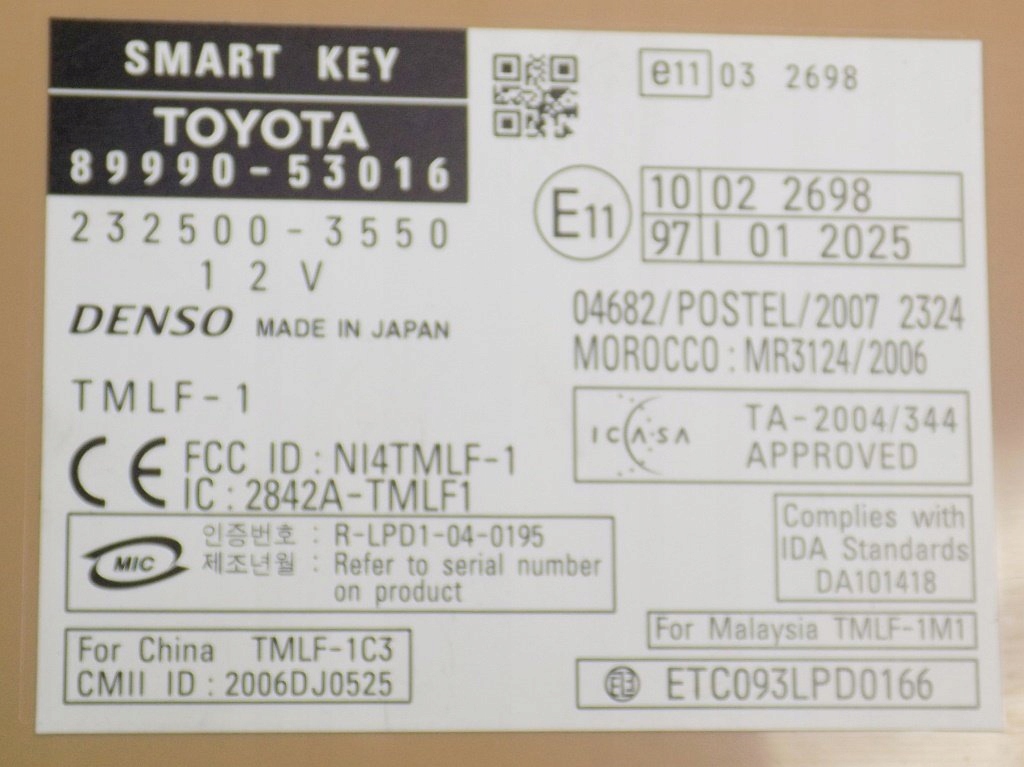 SMART KEY
TOYOTA
89990-53016
232500-3550
12V
DENSO MADE IN JAPAN
TMLF-1
CE FCC ID : NI4TMLF-1
IC : 2842A-TMLF1
MIC 인증번호 : R-LPD1-04-0195
제조년월 : Refer to serial number
on product
For China TMLF-1C3
CMII ID : 2006DJ0525
e11 03 2698
E11 10 02 2698
97 I 01 2025
04682/POSTEL/2007 2324
MOROCCO : MR3124/2006
ICASA TA-2004/344
APPROVED
Complies with
IDA Standards
DA101418
For Malaysia TMLF-1M1
ETC093LPD0166